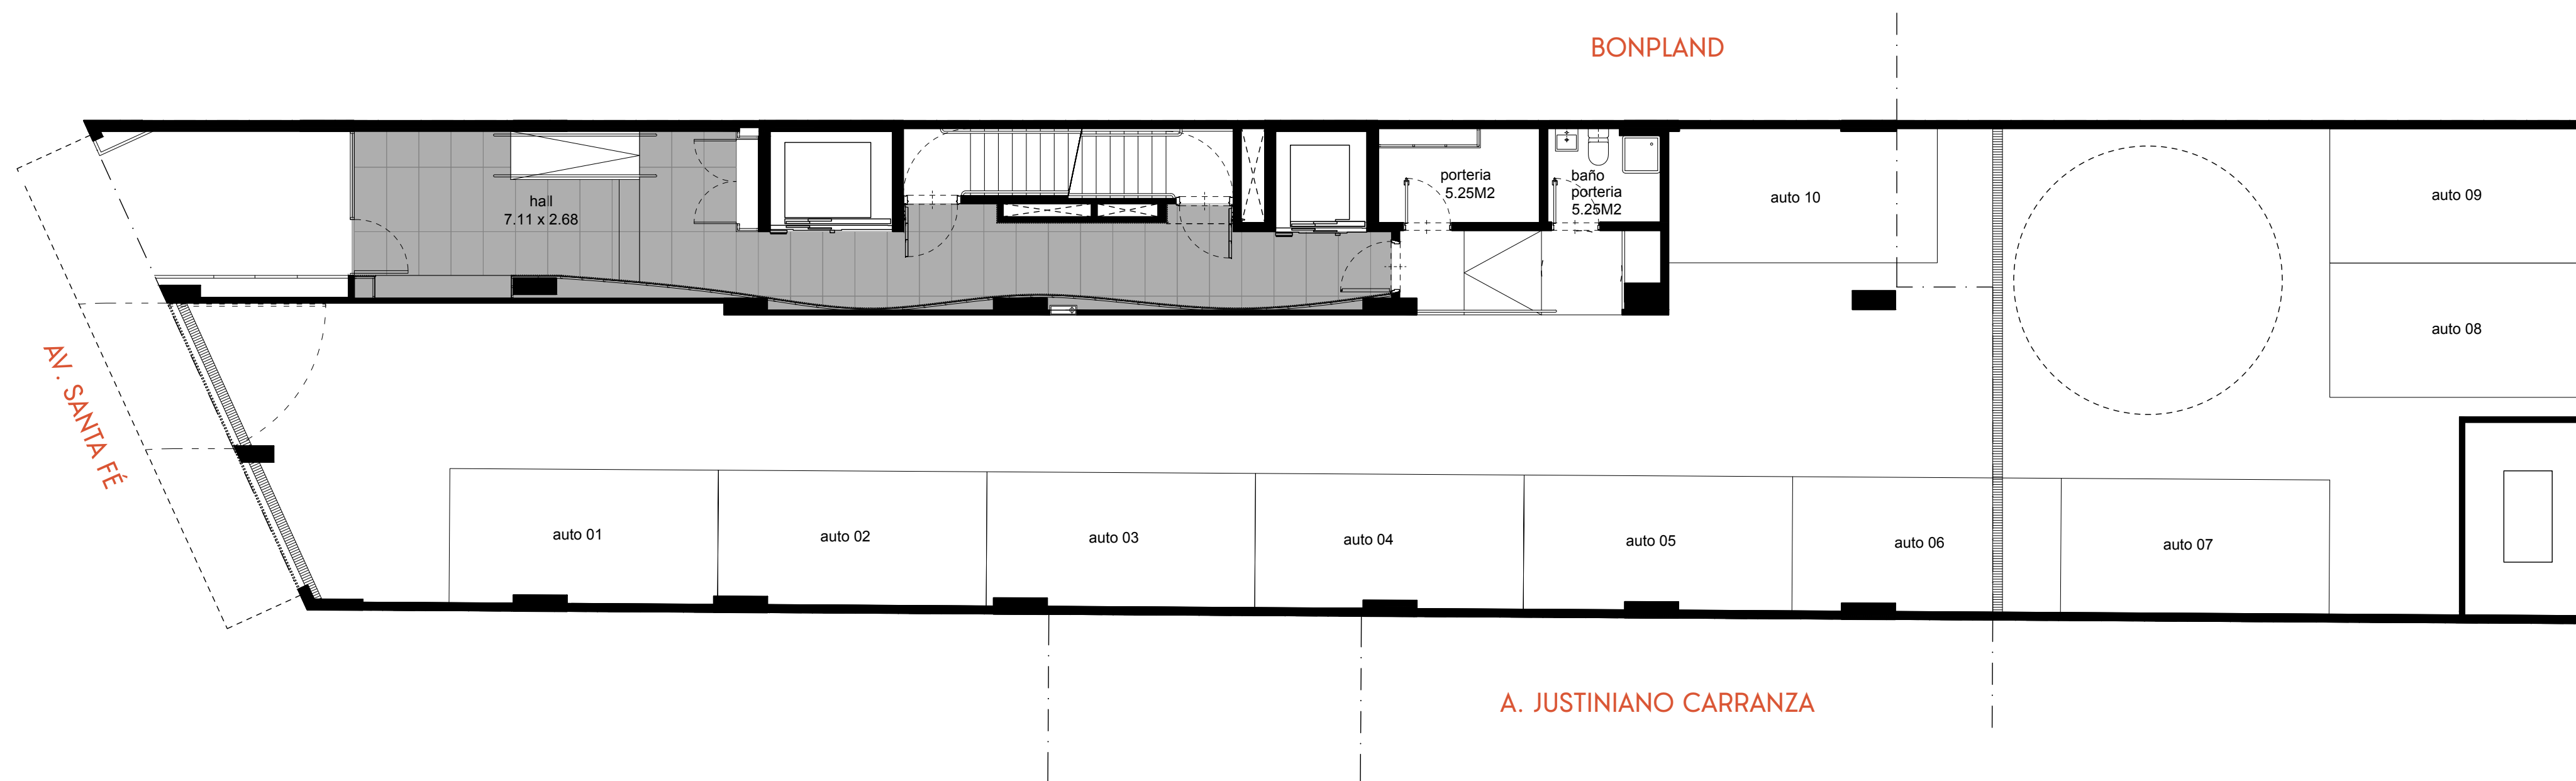 BONPLAND
hall
7.11 x 2.68
porteria
5.25M2
baño
porteria
5.25M2
auto 10
auto 09
auto 08
AV. SANTA FÉ
auto 01
auto 02
auto 03
auto 04
auto 05
auto 06
auto 07
A. JUSTINIANO CARRANZA